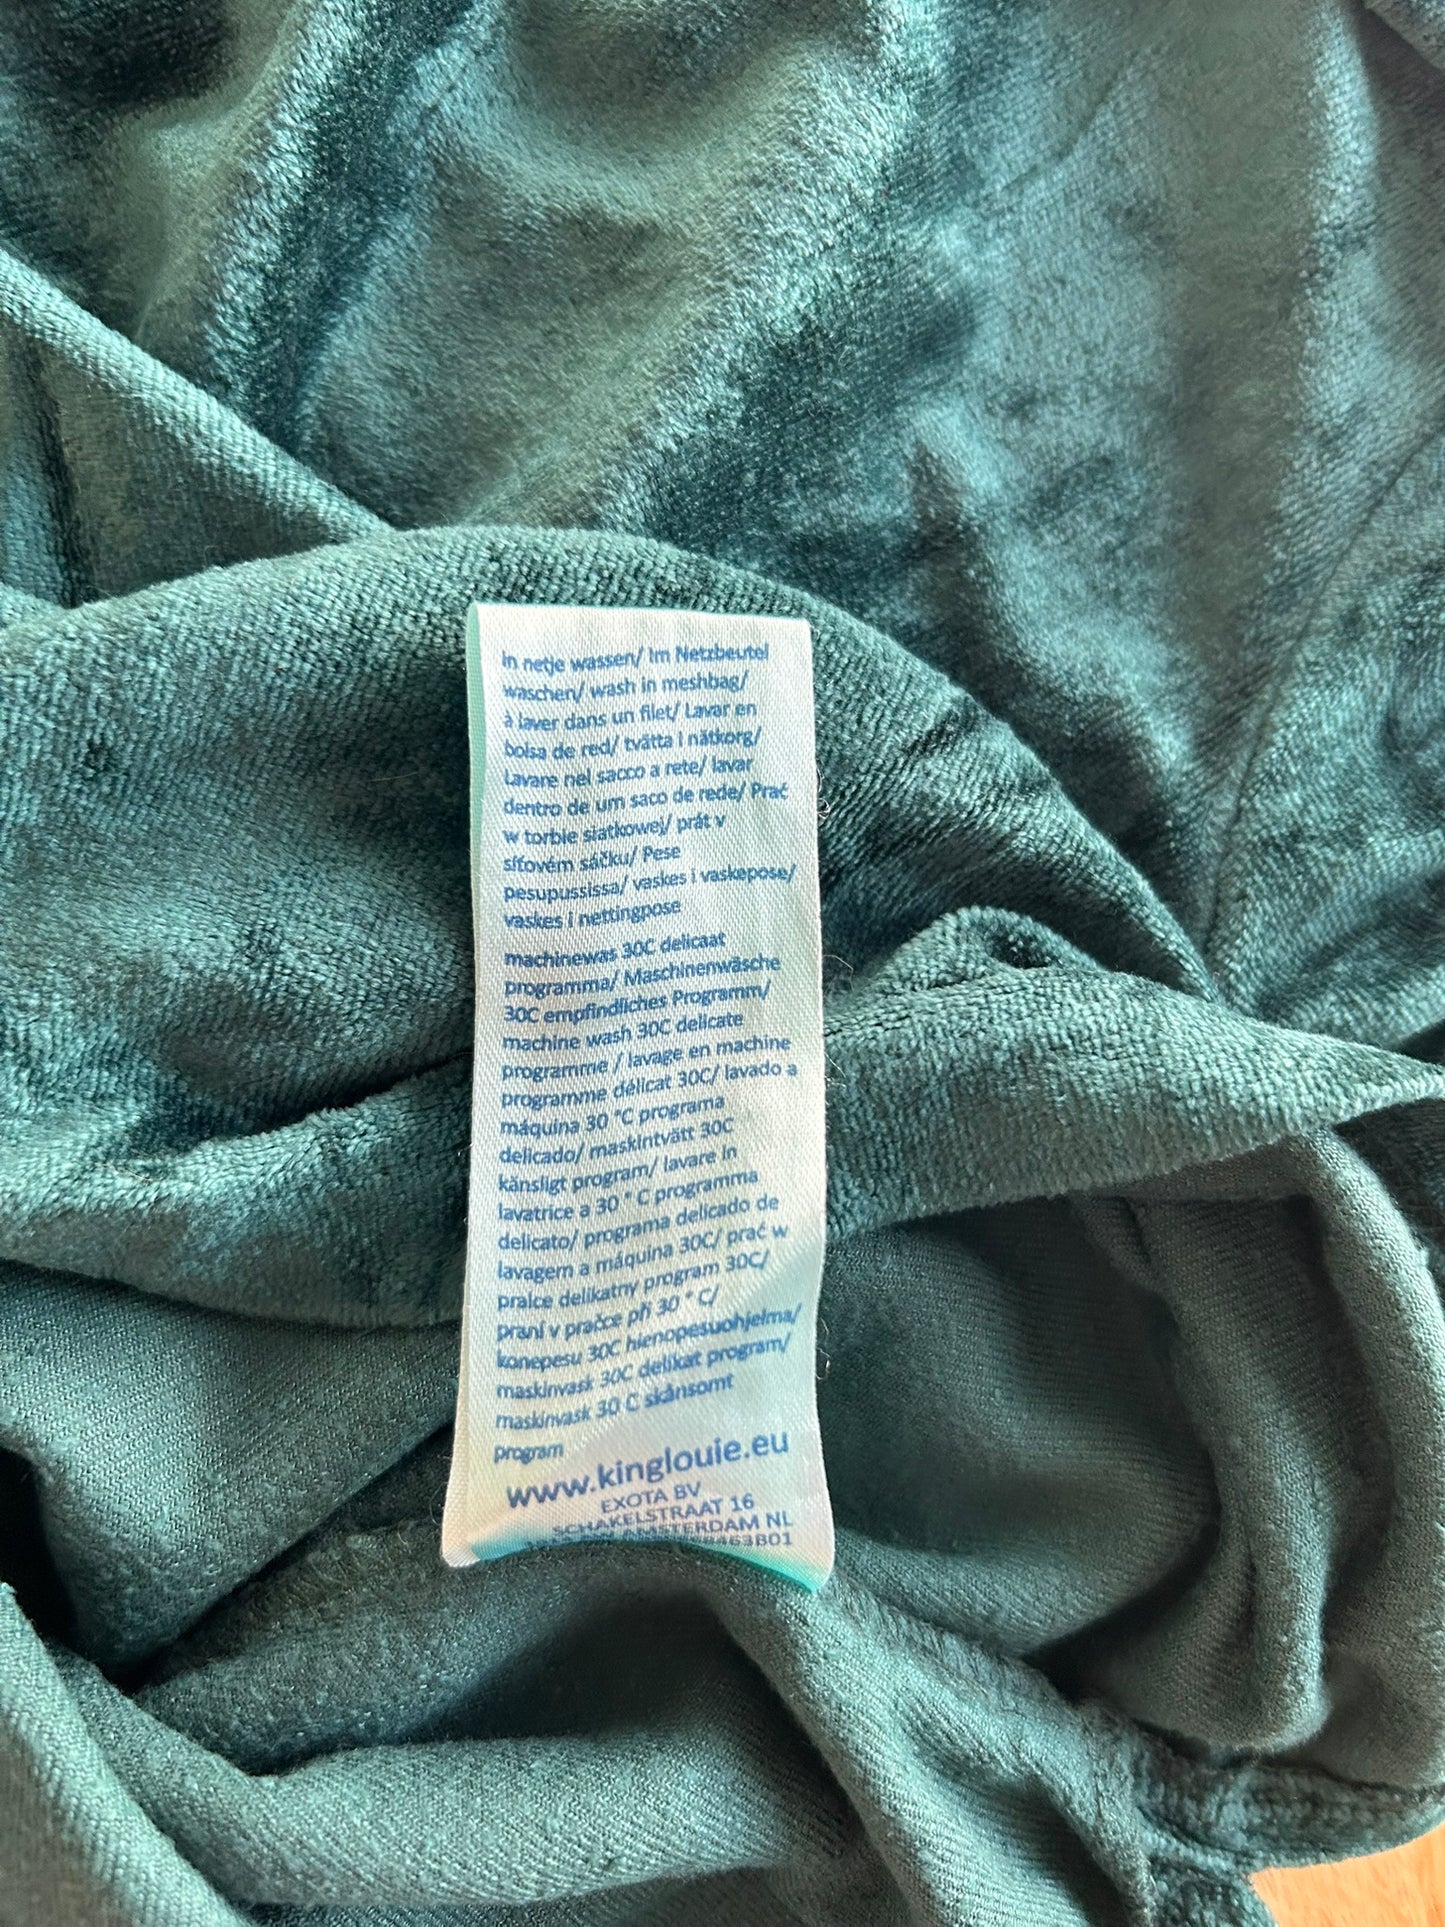 in netje wassen/ Im Netzbeutel
waschen/ wash in meshbag/
à laver dans un filet/ Lavar en
bolsa de red/ tvätta i nätkorg/
Lavare nel sacco a rete/ lavar
dentro de um saco de rede/ Prać
w torbie siatkowej/ prát v
síťovém sáčku/ Pese
pesupussissa/ vaskes i vaskepose/
vaskes i nettingpose
machinewas 30C delicaat
programma/ Maschinenwäsche
30C empfindliches Programm/
machine wash 30C delicate
programme / lavage en machine
programme délicat 30C/ lavado a
máquina 30 °C programa
delicado/ maskintvätt 30C
känsligt program/ lavare in
lavatrice a 30 ° C programma
delicato/ programa delicado de
lavagem a máquina 30C/ prać w
pralce delikatny program 30C/
praní v pračce při 30 ° C/
konepesu 30C hienopesuohjelma/
maskinvask 30C delikat program/
maskinvask 30 C skånsomt
program
www.kinglouie.eu
EXOTA BV
SCHAKELSTRAAT 16
AMSTERDAM NL